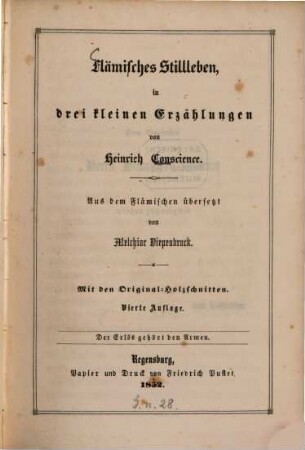 Flämisches Stillleben,
in
drei kleinen Erzählungen
von
Heinrich Conscience.
Aus dem Flämischen übersetzt
von
Melchior Diepenbrock.
Mit den Original-Holzschnitten.
Vierte Auflage.
Der Erlös gehört den Armen.
Regensburg,
Papier und Druck von Friedrich Pustet.
1852.